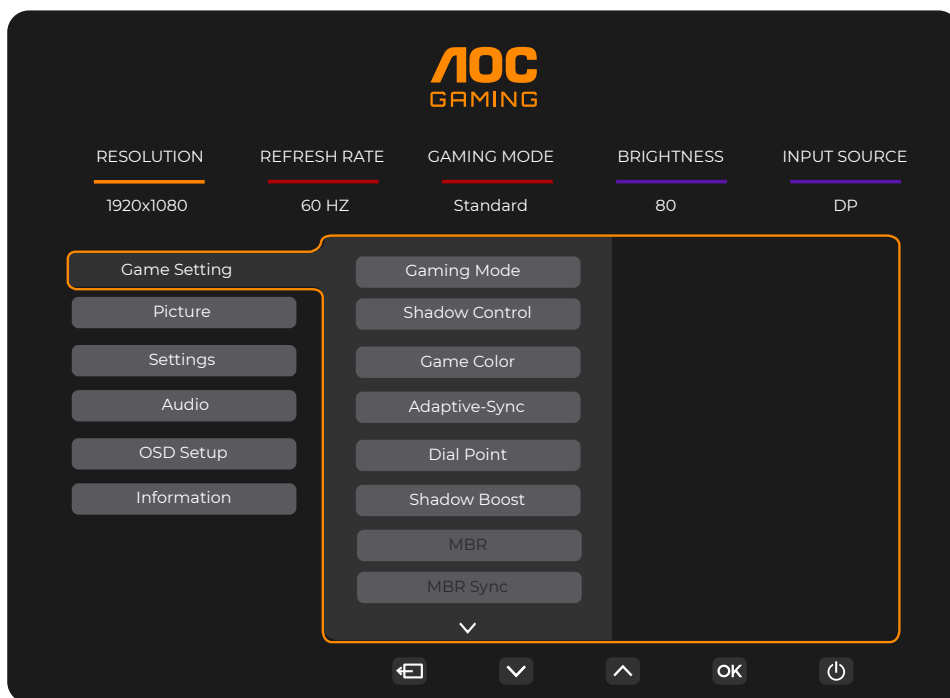 AOC
GAMING
RESOLUTION REFRESH RATE GAMING MODE BRIGHTNESS INPUT SOURCE
1920x1080 60 HZ Standard 80 DP
Game Setting
Picture
Settings
Audio
OSD Setup
Information
Gaming Mode
Shadow Control
Game Color
Adaptive-Sync
Dial Point
Shadow Boost
MBR
MBR Sync
OK